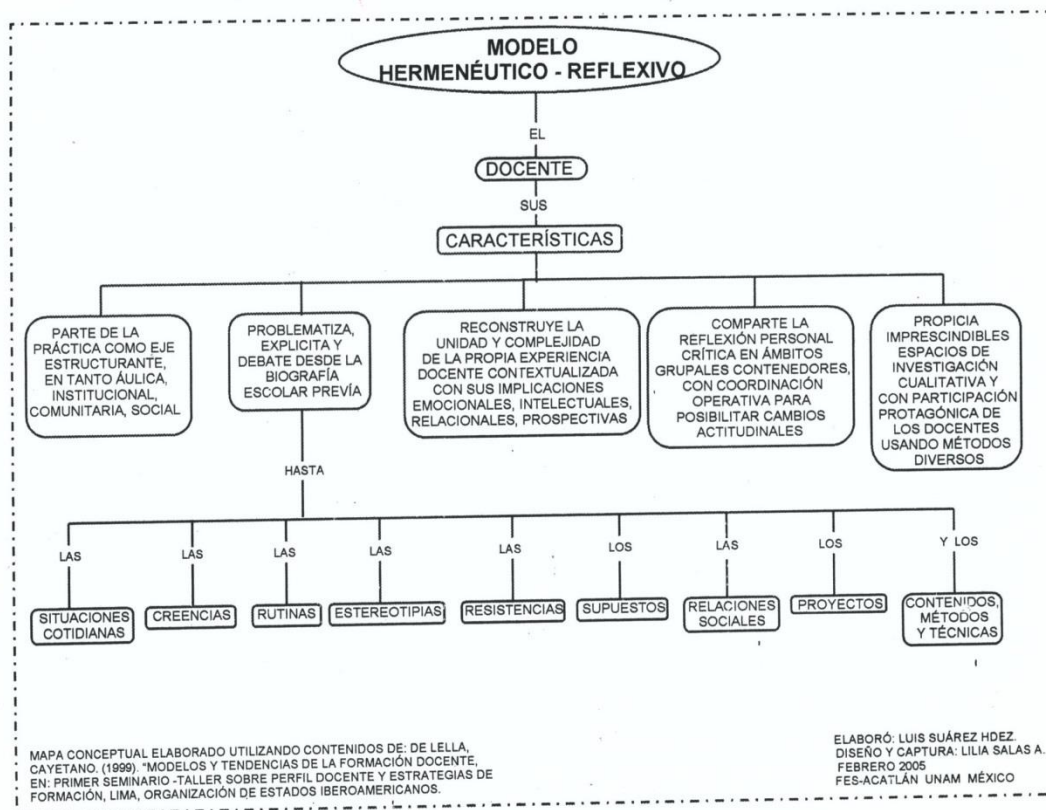 MODELO
HERMENÉUTICO - REFLEXIVO
EL
DOCENTE
SUS
CARACTERÍSTICAS
PARTE DE LA
PRÁCTICA COMO EJE
ESTRUCTURANTE,
EN TANTO ÁULICA,
INSTITUCIONAL,
COMUNITARIA, SOCIAL
PROBLEMATIZA,
EXPLICITA Y
DEBATE DESDE LA
BIOGRAFÍA
ESCOLAR PREVÍA
RECONSTRUYE LA
UNIDAD Y COMPLEJIDAD
DE LA PROPIA EXPERIENCIA
DOCENTE CONTEXTUALIZADA
CON SUS IMPLICACIONES
EMOCIONALES, INTELECTUALES,
RELACIONALES, PROSPECTIVAS
COMPARTE LA
REFLEXIÓN PERSONAL
CRÍTICA EN ÁMBITOS
GRUPALES CONTENEDORES,
CON COORDINACIÓN
OPERATIVA PARA
POSIBILITAR CAMBIOS
ACTITUDINALES
PROPICIA
IMPRESCINDIBLES
ESPACIOS DE
INVESTIGACIÓN
CUALITATIVA Y
CON PARTICIPACIÓN
PROTAGÓNICA DE
LOS DOCENTES
USANDO MÉTODOS
DIVERSOS
HASTA
LAS
SITUACIONES
COTIDIANAS
LAS
CREENCIAS
LAS
RUTINAS
LAS
ESTEREOTIPIAS
LAS
RESISTENCIAS
LOS
SUPUESTOS
LAS
RELACIONES
SOCIALES
LOS
PROYECTOS
Y LOS
CONTENIDOS,
MÉTODOS
Y TÉCNICAS
MAPA CONCEPTUAL ELABORADO UTILIZANDO CONTENIDOS DE: DE LELLA,
CAYETANO. (1999). "MODELOS Y TENDENCIAS DE LA FORMACIÓN DOCENTE,
EN: PRIMER SEMINARIO -TALLER SOBRE PERFIL DOCENTE Y ESTRATEGIAS DE
FORMACIÓN, LIMA, ORGANIZACIÓN DE ESTADOS IBEROAMERICANOS.
ELABORÓ: LUIS SUÁREZ HDEZ.
DISEÑO Y CAPTURA: LILIA SALAS A.
FEBRERO 2005
FES-ACATLÁN UNAM MÉXICO